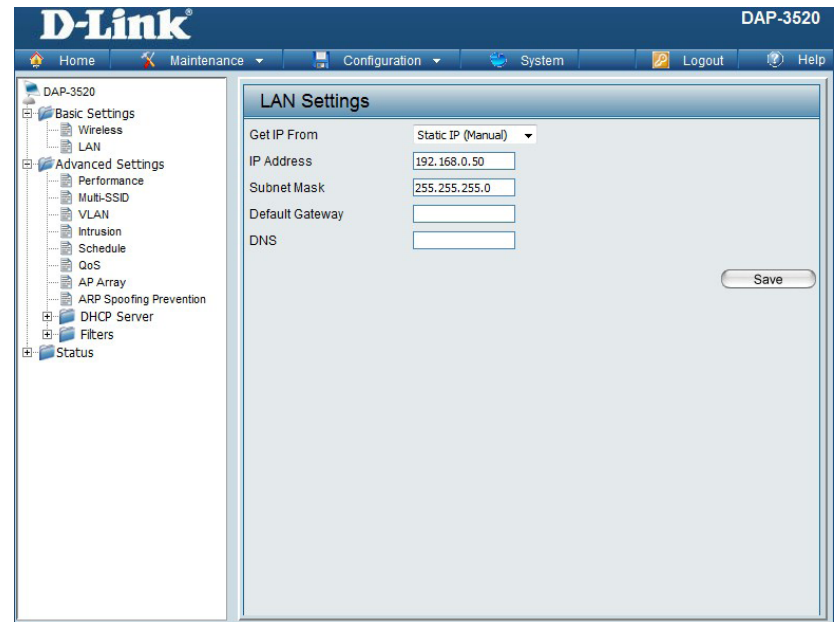 D-Link®
DAP-3520
Home
Maintenance
Configuration
System
Logout
Help
DAP-3520
Basic Settings
Wireless
LAN
Advanced Settings
Performance
Multi-SSID
VLAN
Intrusion
Schedule
QoS
AP Array
ARP Spoofing Prevention
DHCP Server
Filters
Status
LAN Settings
Get IP From Static IP (Manual)
IP Address 192.168.0.50
Subnet Mask 255.255.255.0
Default Gateway
DNS
Save